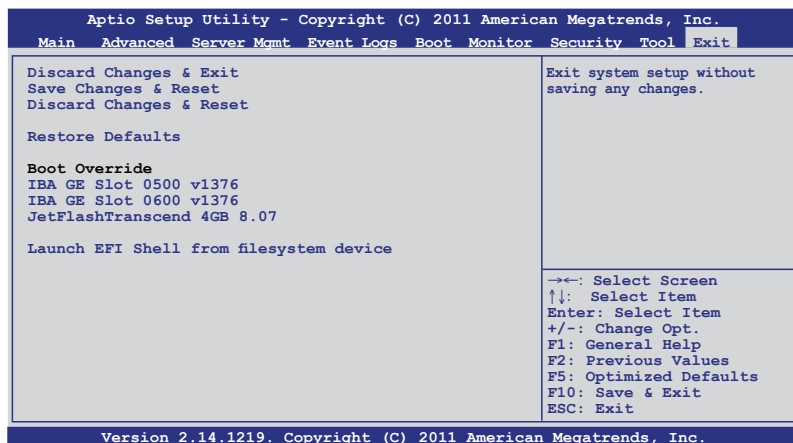 Aptio Setup Utility - Copyright (C) 2011 American Megatrends, Inc.
Main Advanced Server Mgmt Event Logs Boot Monitor Security Tool Exit
Discard Changes & Exit
Save Changes & Reset
Discard Changes & Reset
Restore Defaults
Boot Override
IBA GE Slot 0500 v1376
IBA GE Slot 0600 v1376
JetFlashTranscend 4GB 8.07
Launch EFI Shell from filesystem device
Exit system setup without
saving any changes.
→←: Select Screen
↑↓: Select Item
Enter: Select Item
+/-: Change Opt.
F1: General Help
F2: Previous Values
F5: Optimized Defaults
F10: Save & Exit
ESC: Exit
Version 2.14.1219. Copyright (C) 2011 American Megatrends, Inc.